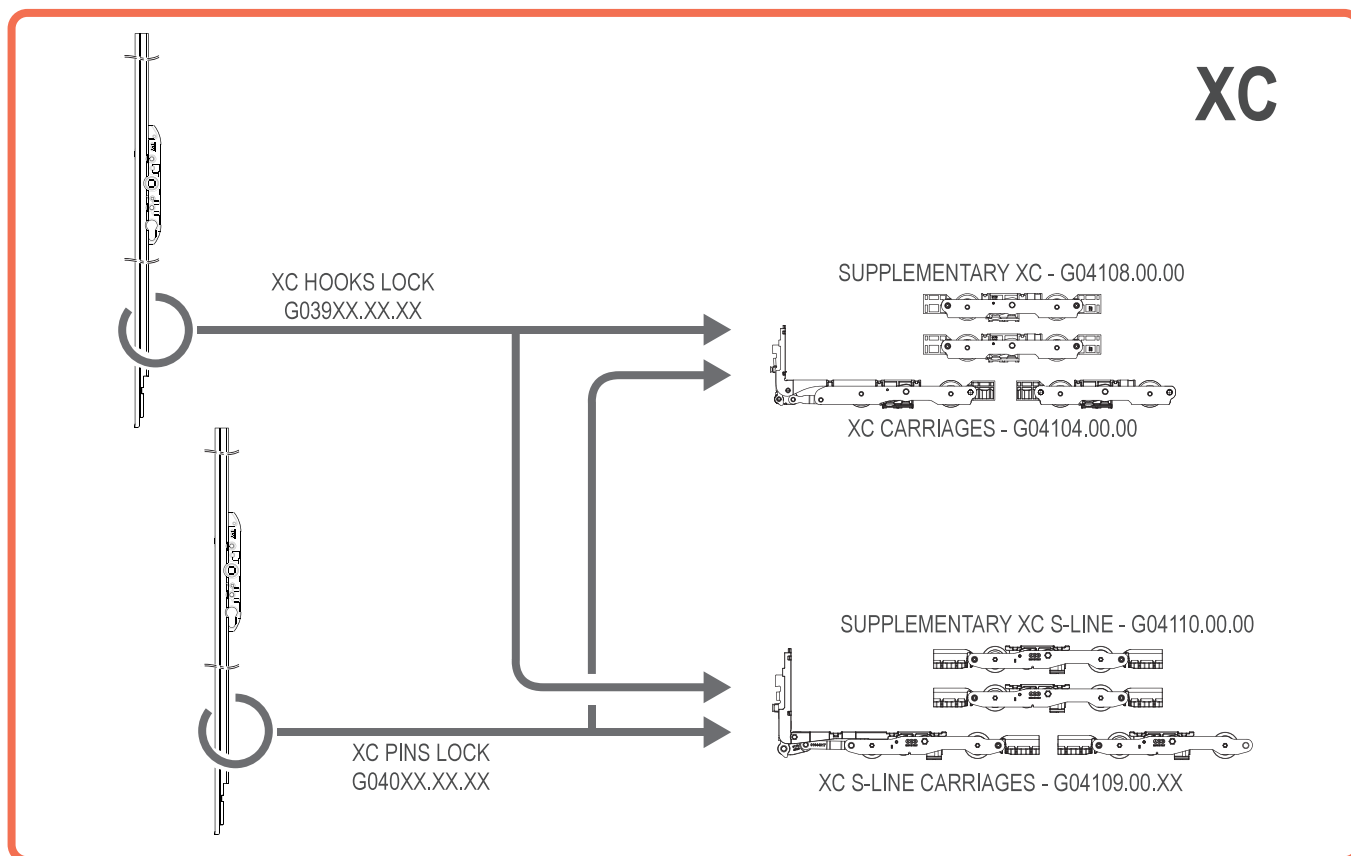 XC
XC HOOKS LOCK
G039XX.XX.XX
SUPPLEMENTARY XC - G04108.00.00
XC CARRIAGES - G04104.00.00
SUPPLEMENTARY XC S-LINE - G04110.00.00
XC PINS LOCK
G040XX.XX.XX
XC S-LINE CARRIAGES - G04109.00.XX